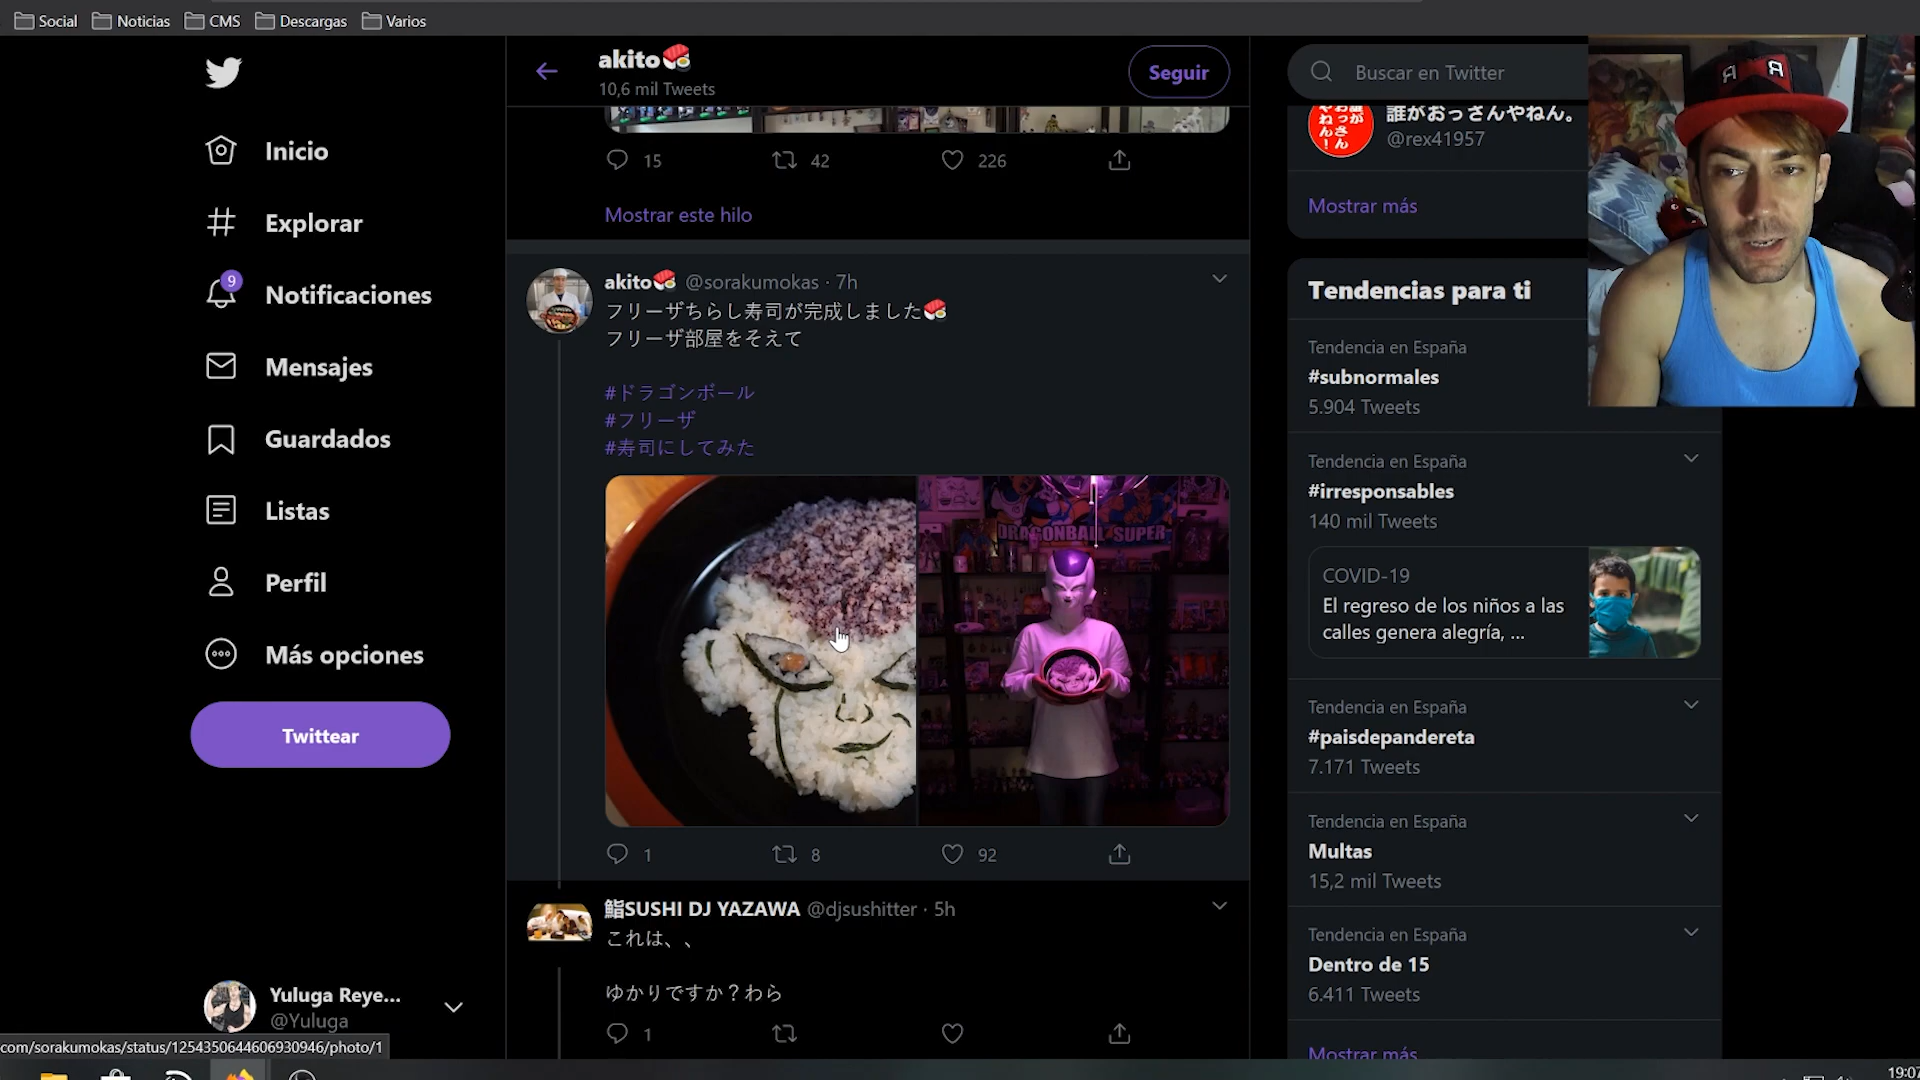 Social
Noticias
CMS
Descargas
Varios
Inicio
Explorar
9
Notificaciones
Mensajes
Guardados
Listas
Perfil
Más opciones
Twittear
Yuluga Reye...
@Yuluga
com/sorakumokas/status/1254350644606930946/photo/1
akito🍣
10,6 mil Tweets
Seguir
15
42
226
Mostrar este hilo
akito🍣 @sorakumokas · 7h
フリーザちらし寿司が完成しました🍣
フリーザ部屋をそえて
#ドラゴンボール
#フリーザ
#寿司にしてみた
DRAGONBALL SUPER
1
8
92
鮨SUSHI DJ YAZAWA @djsushitter · 5h
これは、、
ゆかりですか？わら
1
Buscar en Twitter
誰がおっさんやねん。
@rex41957
Mostrar más
Tendencias para ti
Tendencia en España
#subnormales
5.904 Tweets
Tendencia en España
#irresponsables
140 mil Tweets
COVID-19
El regreso de los niños a las
calles genera alegría, ...
Tendencia en España
#paisdepandereta
7.171 Tweets
Tendencia en España
Multas
15,2 mil Tweets
Tendencia en España
Dentro de 15
6.411 Tweets
Mostrar más
19:07